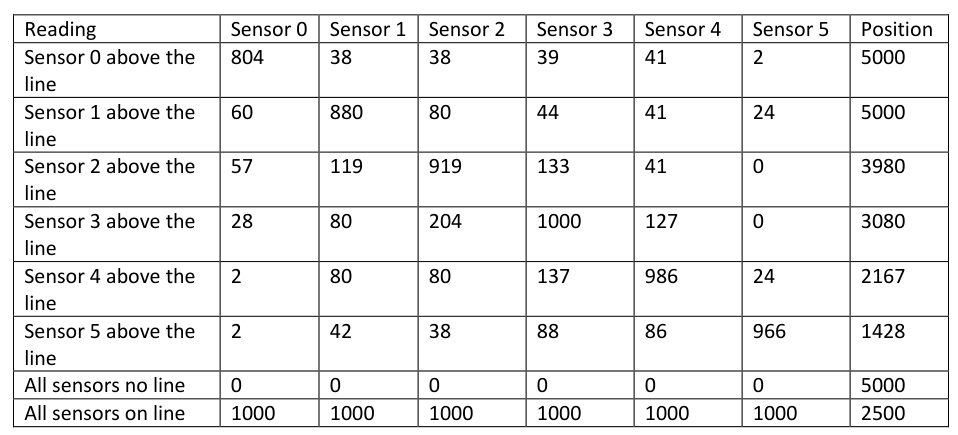 Reading Sensor 0 Sensor 1 Sensor 2 Sensor 3 Sensor 4 Sensor 5 Position
Sensor 0 above the line 804 38 38 39 41 2 5000
Sensor 1 above the line 60 880 80 44 41 24 5000
Sensor 2 above the line 57 119 919 133 41 0 3980
Sensor 3 above the line 28 80 204 1000 127 0 3080
Sensor 4 above the line 2 80 80 137 986 24 2167
Sensor 5 above the line 2 42 38 88 86 966 1428
All sensors no line 0 0 0 0 0 0 5000
All sensors on line 1000 1000 1000 1000 1000 1000 2500